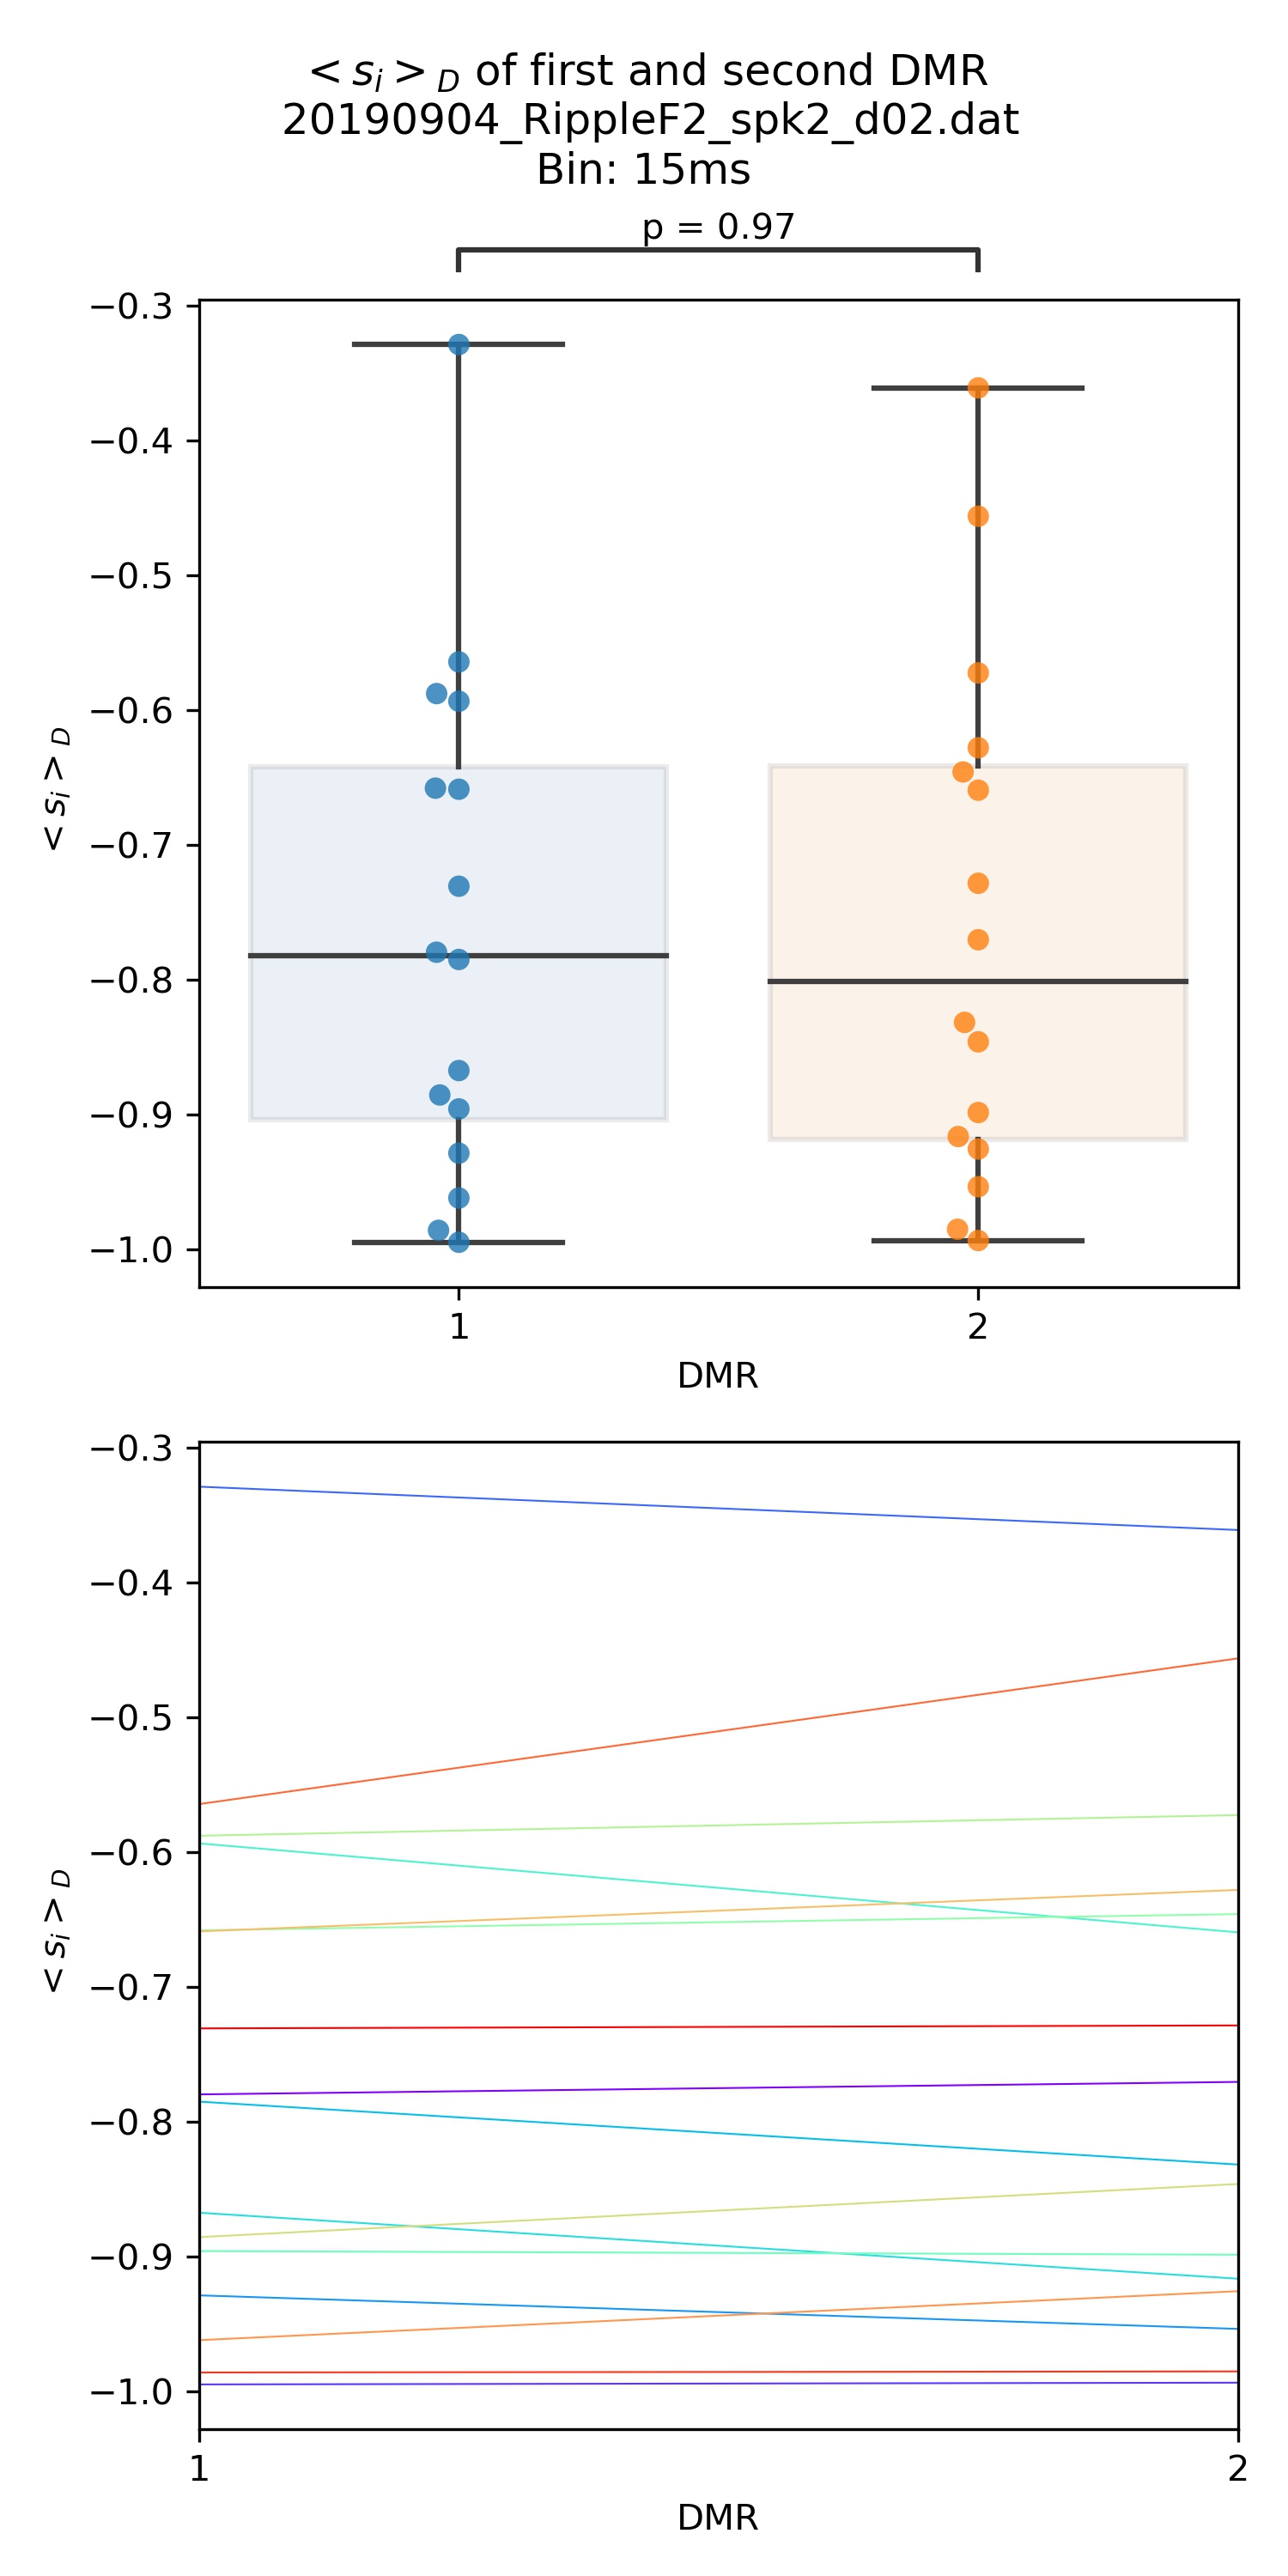 < s_i >_D of first and second DMR
20190904_RippleF2_spk2_d02.dat
Bin: 15ms
p = 0.97
−0.3
−0.4
−0.5
−0.6
−0.7
−0.8
−0.9
−1.0
< s_i >_D
1
2
DMR
−0.3
−0.4
−0.5
−0.6
−0.7
−0.8
−0.9
−1.0
< s_i >_D
1
2
DMR